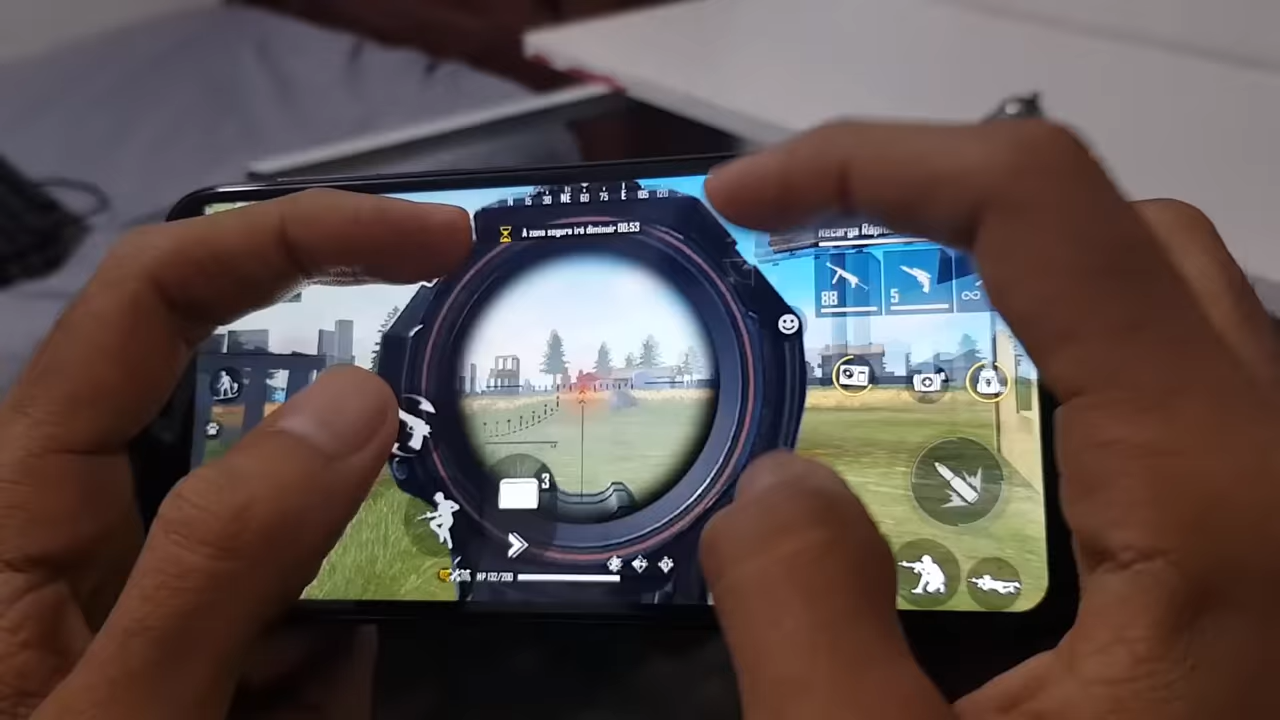 N 15 30 NE 60 75 E 105 120
A zona segura irá diminuir 00:53
Recarga Rápi
88
5
∞
3
HP 132/200